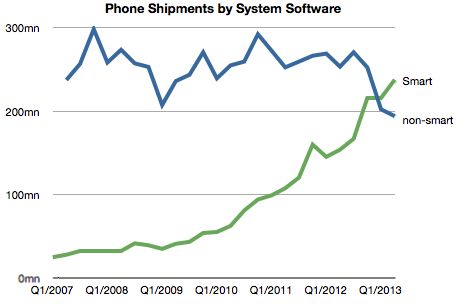 Phone Shipments by System Software
300mn
200mn
100mn
0mn
Smart
non-smart
Q1/2007
Q1/2008
Q1/2009
Q1/2010
Q1/2011
Q1/2012
Q1/2013